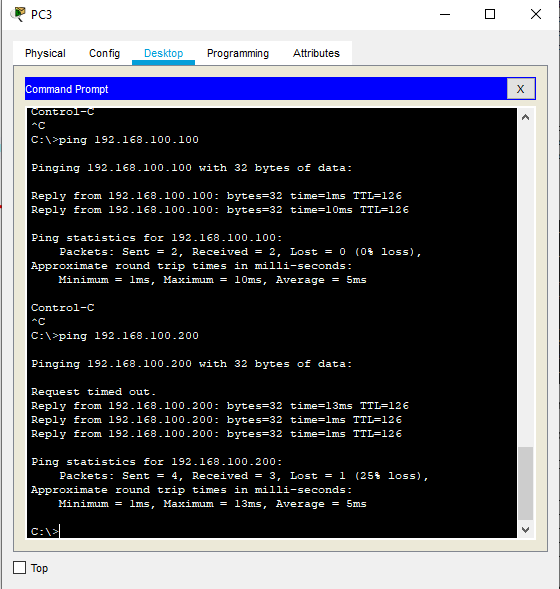 PC3
Physical Config Desktop Programming Attributes
Command Prompt
X
Control-C
^C
C:\>ping 192.168.100.100
Pinging 192.168.100.100 with 32 bytes of data:
Reply from 192.168.100.100: bytes=32 time=1ms TTL=126
Reply from 192.168.100.100: bytes=32 time=10ms TTL=126
Ping statistics for 192.168.100.100:
    Packets: Sent = 2, Received = 2, Lost = 0 (0% loss),
Approximate round trip times in milli-seconds:
    Minimum = 1ms, Maximum = 10ms, Average = 5ms
Control-C
^C
C:\>ping 192.168.100.200
Pinging 192.168.100.200 with 32 bytes of data:
Request timed out.
Reply from 192.168.100.200: bytes=32 time=13ms TTL=126
Reply from 192.168.100.200: bytes=32 time=1ms TTL=126
Reply from 192.168.100.200: bytes=32 time=1ms TTL=126
Ping statistics for 192.168.100.200:
    Packets: Sent = 4, Received = 3, Lost = 1 (25% loss),
Approximate round trip times in milli-seconds:
    Minimum = 1ms, Maximum = 13ms, Average = 5ms
C:\>
Top